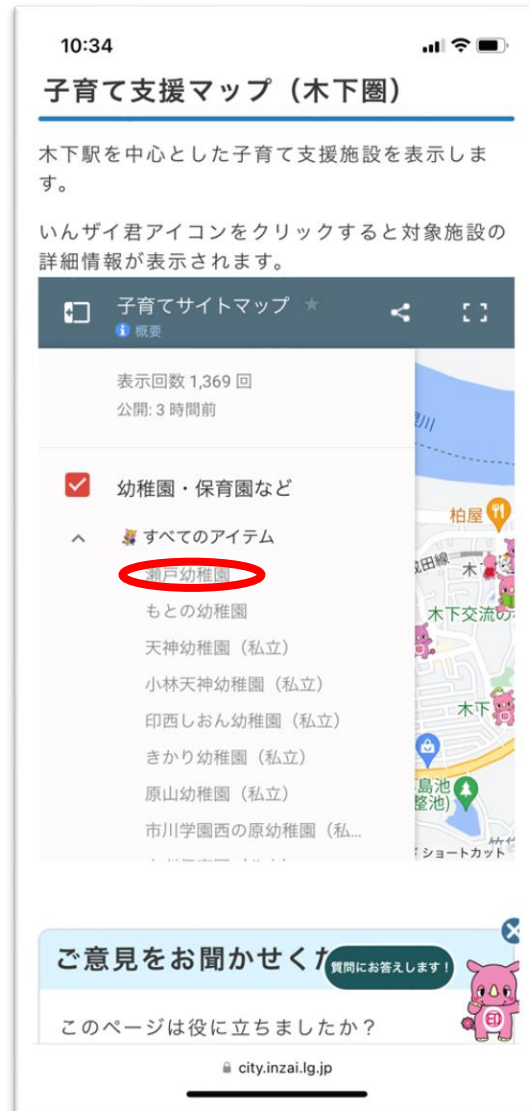 10:34
子育て支援マップ（木下圏）
木下駅を中心とした子育て支援施設を表示しま
す。
いんザイ君アイコンをクリックすると対象施設の
詳細情報が表示されます。
子育てサイトマップ
概要
表示回数 1,369 回
公開: 3 時間前
幼稚園・保育園など
柏屋
すべてのアイテム
成田線
木
瀬戸幼稚園
もとの幼稚園
木下交流の
天神幼稚園（私立）
小林天神幼稚園（私立）
木下
印西しおん幼稚園（私立）
きかり幼稚園（私立）
原山幼稚園（私立）
島池
整池)
市川学園西の原幼稚園（私...
ショートカット
ご意見をお聞かせくだ
質問にお答えします！
印
このページは役に立ちましたか？
city.inzai.lg.jp